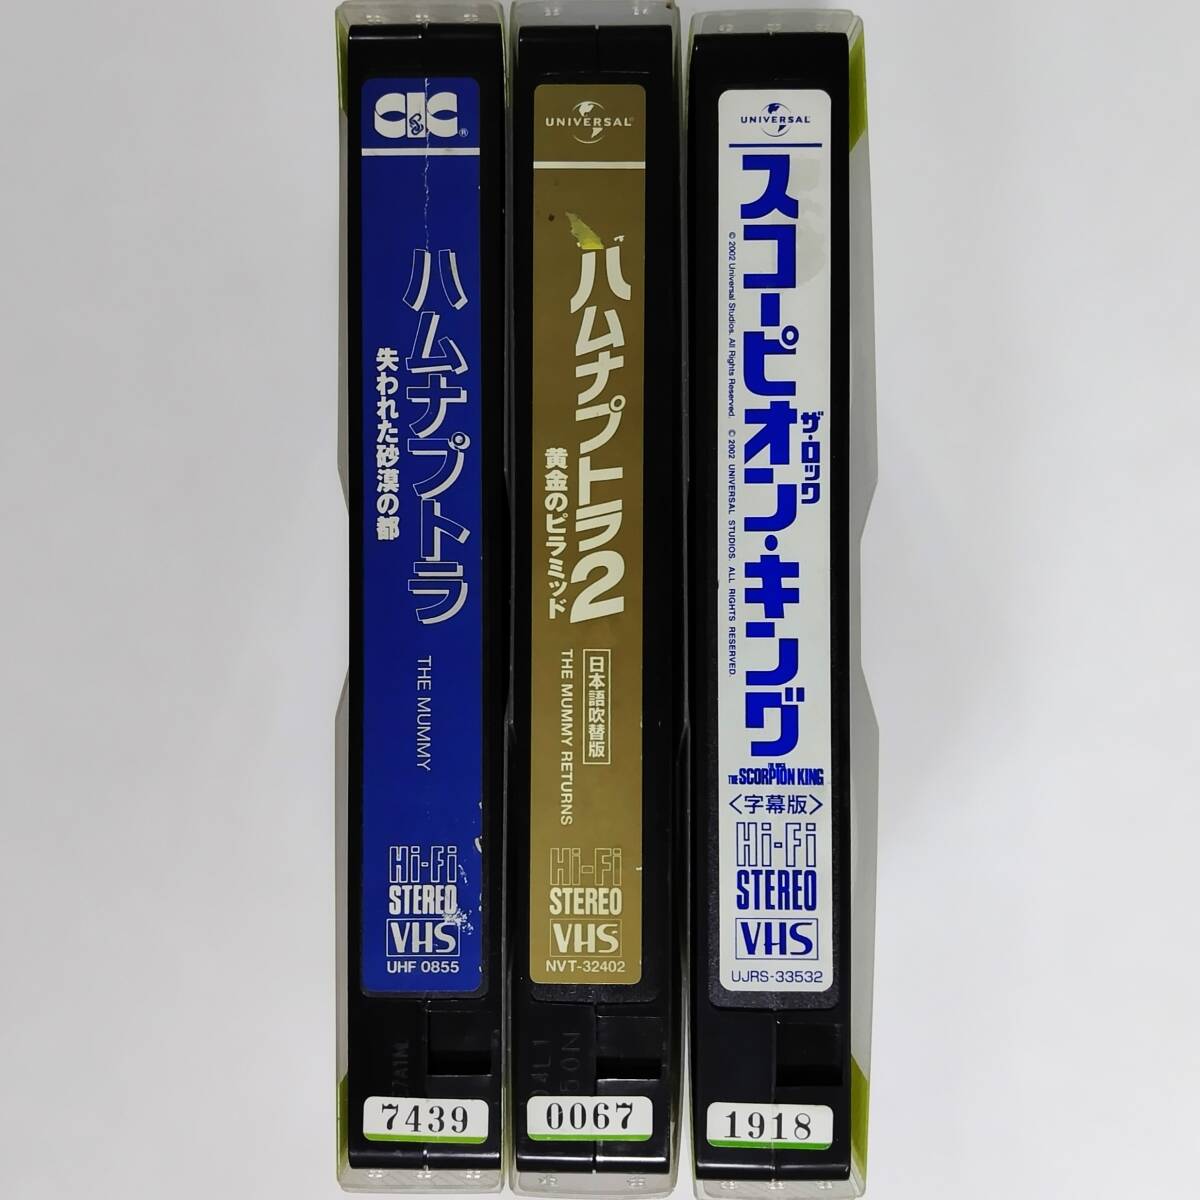 CIC
®
ハムナプトラ
失われた砂漠の都
THE MUMMY
Hi-Fi
STEREO
VHS
UHF 0855
7439
UNIVERSAL
ハムナプトラ2
黄金のピラミッド
日本語吹替版
THE MUMMY RETURNS
Hi-Fi
STEREO
VHS
NVT-32402
0067
UNIVERSAL
スコーピオン・キング
ザ・ロック
© 2002 Universal Studios. All Rights Reserved. © 2002 UNIVERSAL STUDIOS. ALL RIGHTS RESERVED.
THE SCORPION KING
〈字幕版〉
Hi-Fi
STEREO
VHS
UJRS-33532
1918